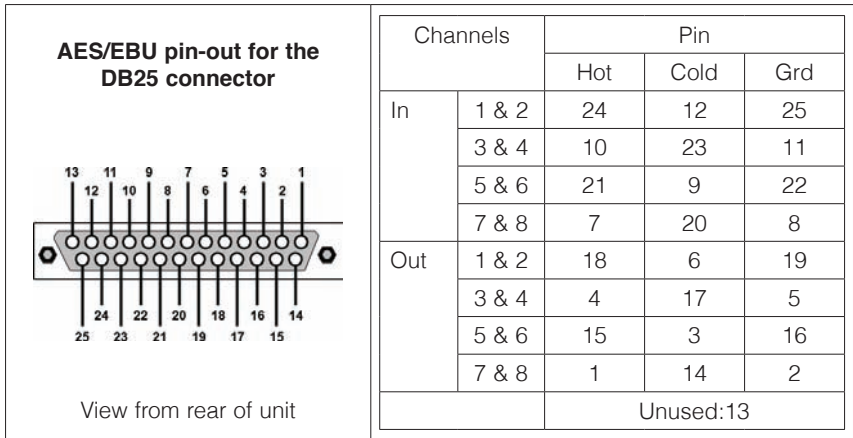 AES/EBU pin-out for the
DB25 connector
13 11 9 7 5 3 1
12 10 8 6 4 2
24 22 20 18 16 14
25 23 21 19 17 15
View from rear of unit
Channels Pin
Hot Cold Grd
In 1 & 2 24 12 25
3 & 4 10 23 11
5 & 6 21 9 22
7 & 8 7 20 8
Out 1 & 2 18 6 19
3 & 4 4 17 5
5 & 6 15 3 16
7 & 8 1 14 2
Unused:13